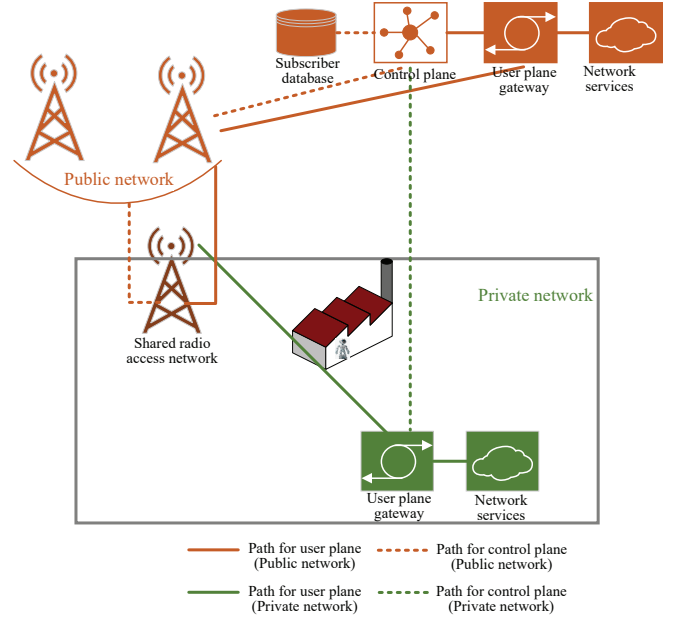 Subscriber
database
Control plane
User plane
gateway
Network
services
Public network
Private network
Shared radio
access network
User plane
gateway
Network
services
Path for user plane
(Public network)
Path for control plane
(Public network)
Path for user plane
(Private network)
Path for control plane
(Private network)